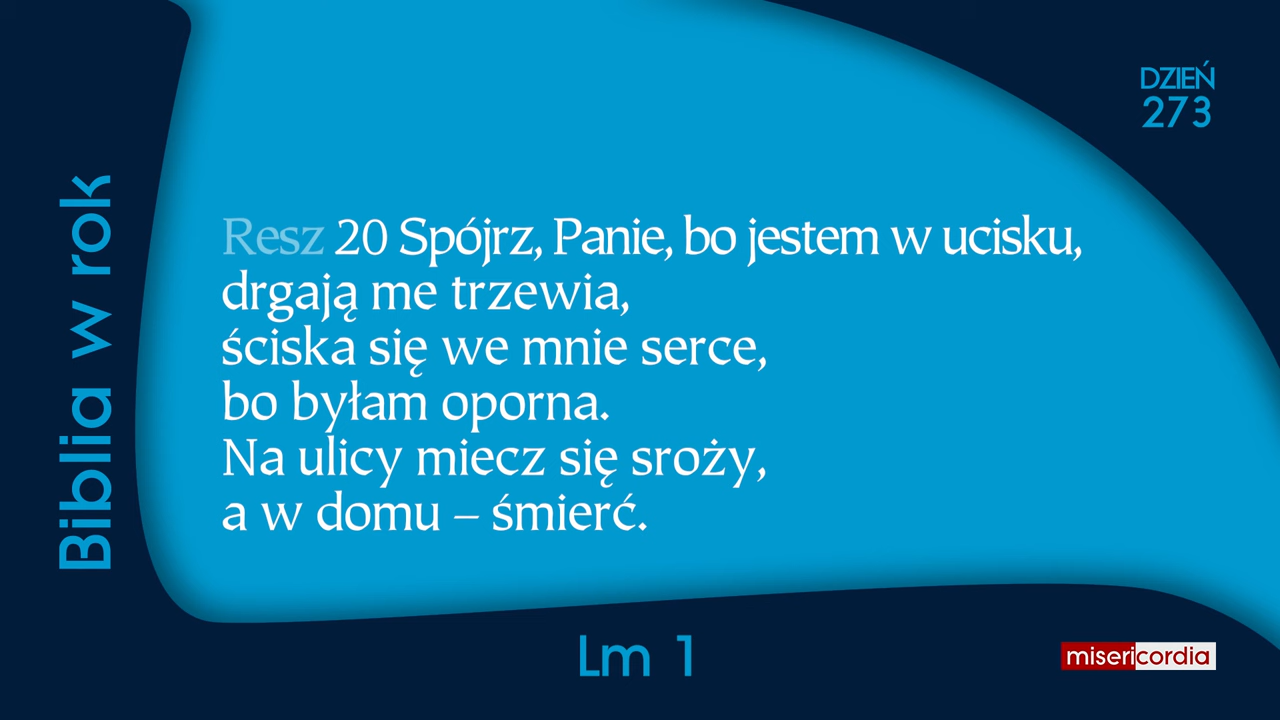 DZIEŃ
273
Biblia w rok
Resz 20 Spójrz, Panie, bo jestem w ucisku,
drgają me trzewia,
ściska się we mnie serce,
bo byłam oporna.
Na ulicy miecz się sroży,
a w domu – śmierć.
Lm 1
misericordia